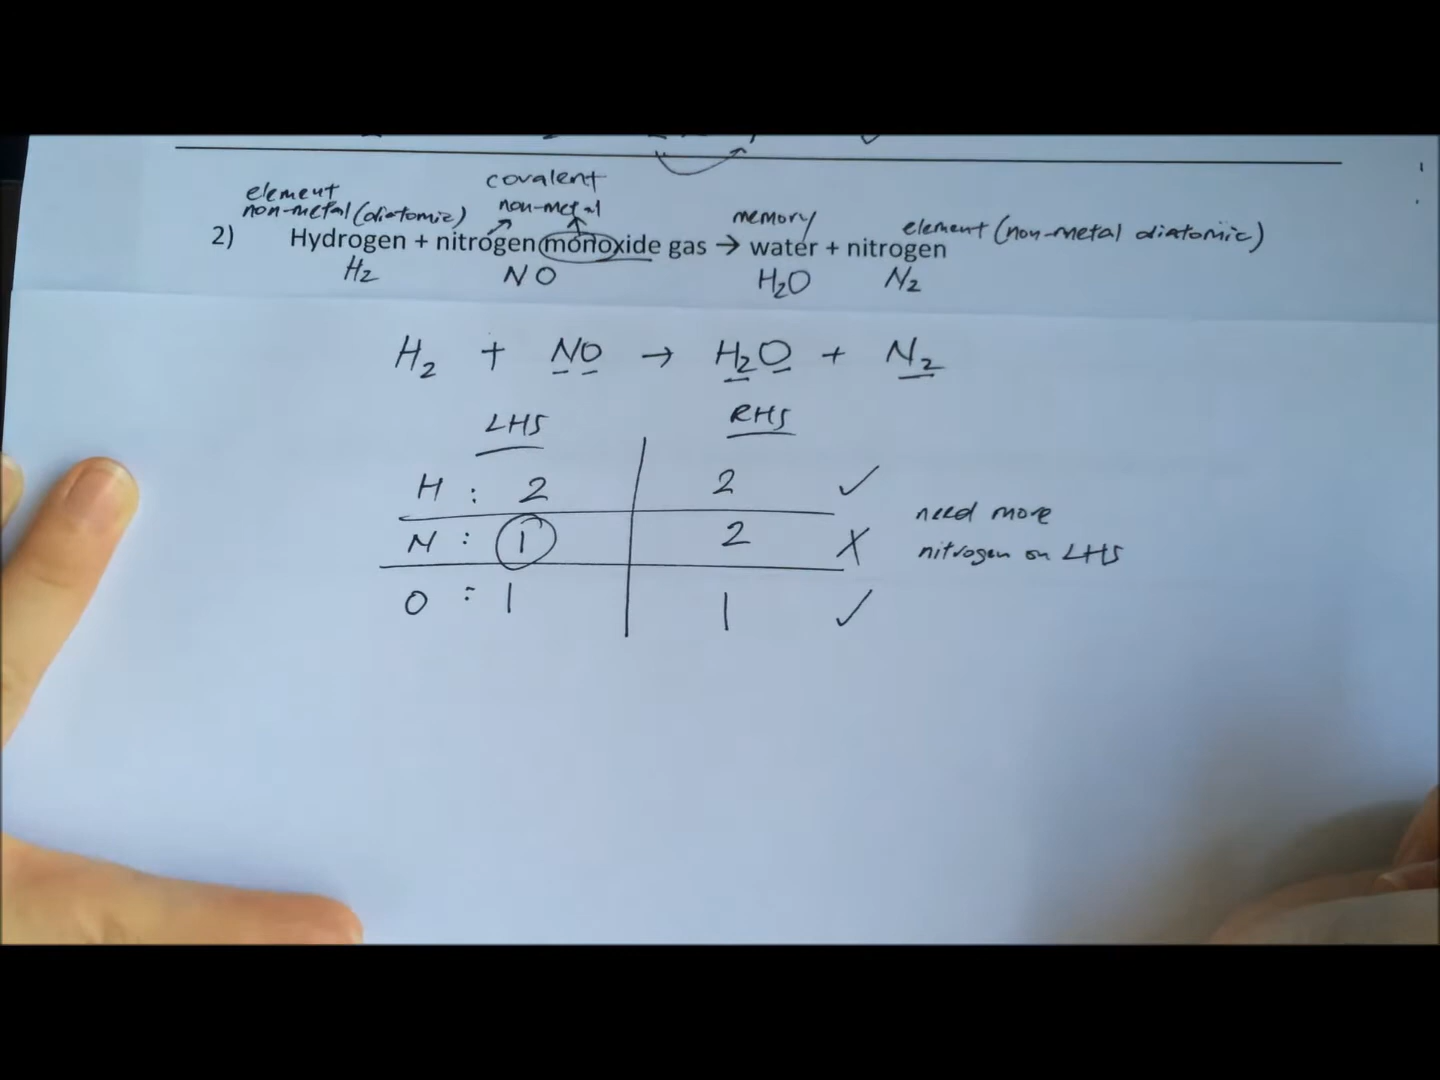 element
non-metal (diatomic)
covalent
non-metal
memory
element (non-metal diatomic)
2) Hydrogen + nitrogen monoxide gas → water + nitrogen
H₂ NO H₂O N₂
H₂ + NO → H₂O + N₂
LHS RHS
H : 2 2 ✓
N : 1 2 X
O : 1 1 ✓
need more
nitrogen on LHS